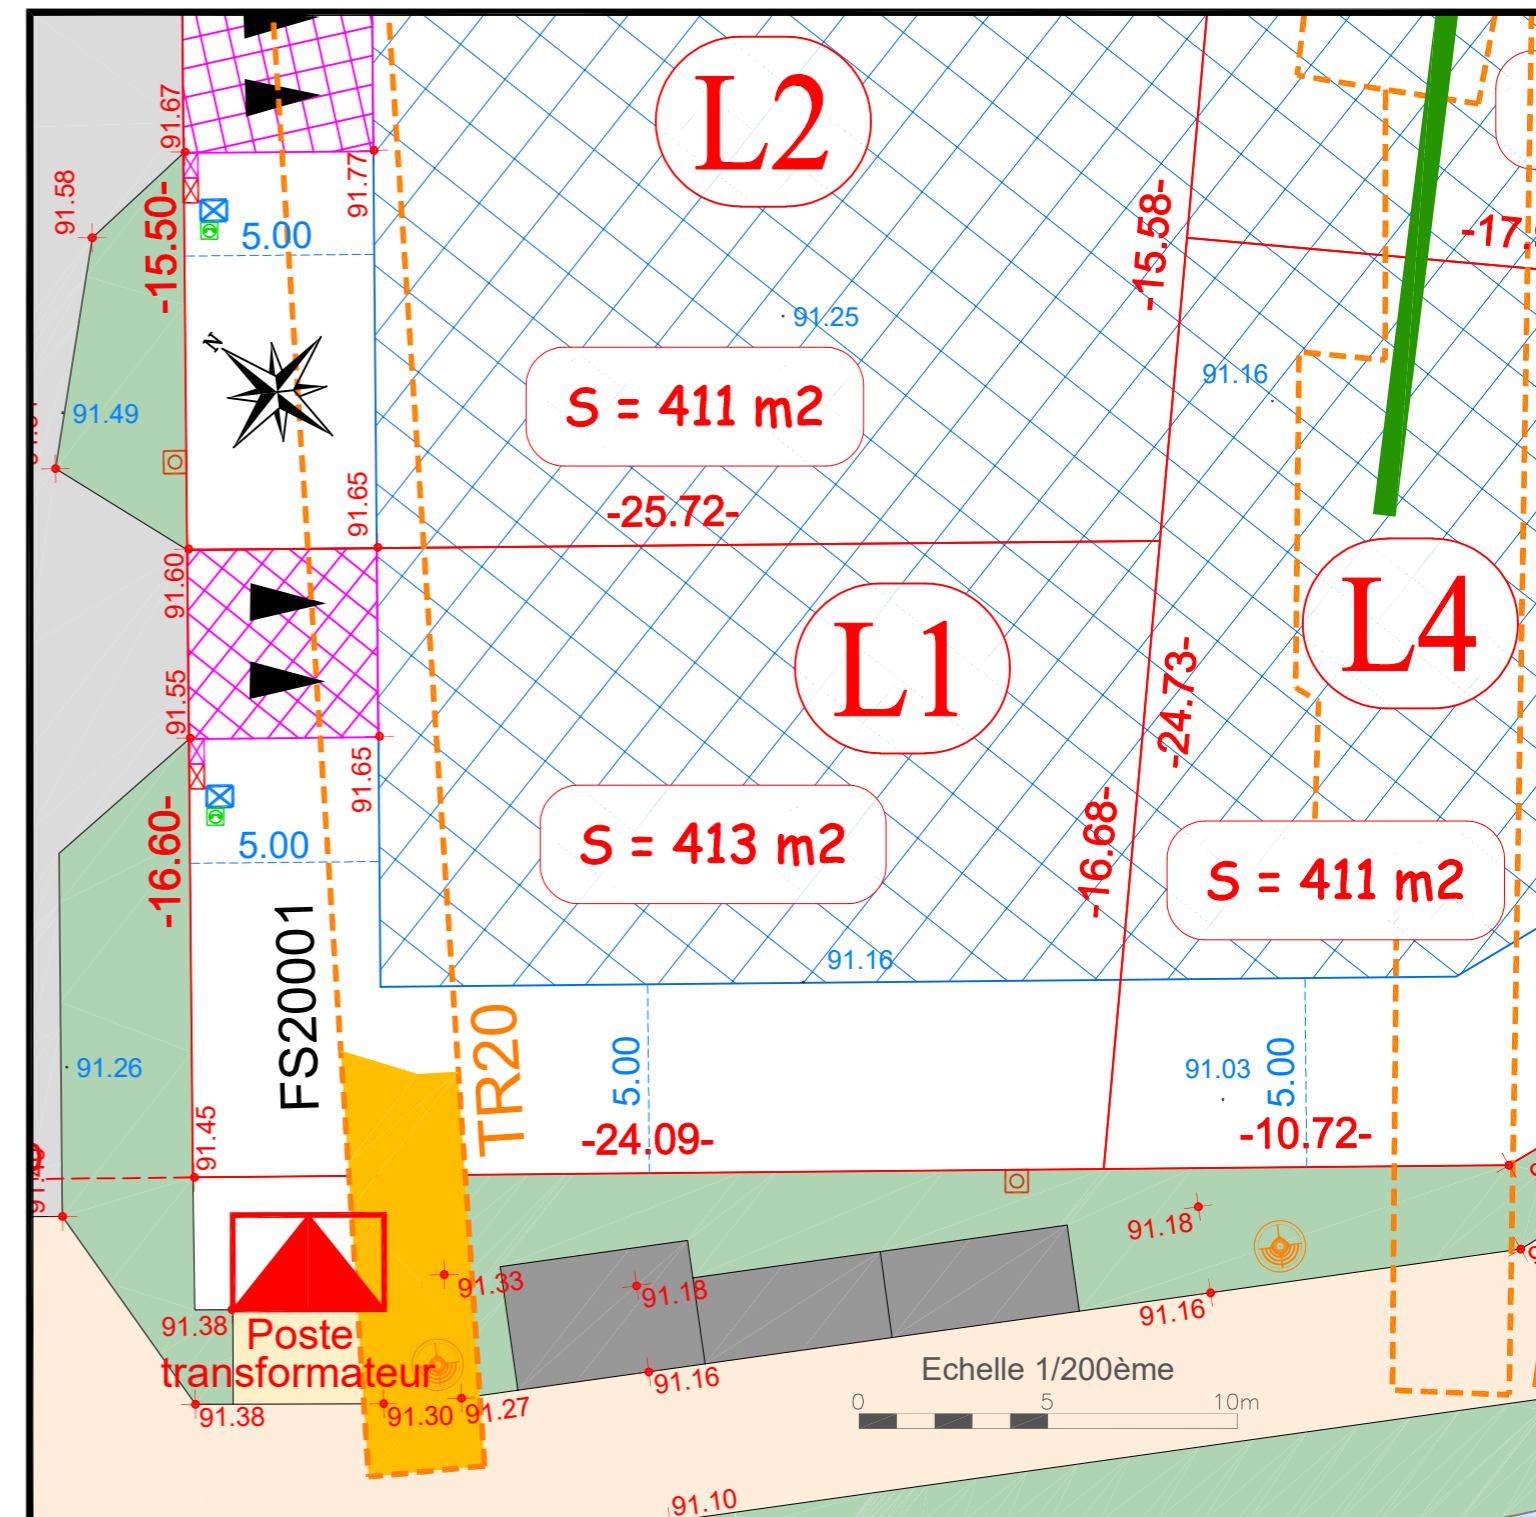 L2
91.67
91.58
91.77
-15.50-
5.00
-15.58-
-17.
91.25
N
91.16
S = 411 m2
91.49
91.65
-25.72-
91.60
L1
L4
91.55
91.65
-24.73-
-16.60-
5.00
S = 413 m2
-16.68-
S = 411 m2
FS20001
91.16
TR20
91.26
5.00
91.03
5.00
91.45
-24.09-
-10.72-
91.18
91.33
91.18
91.16
91.38
Poste
transformateur
91.16
Echelle 1/200ème
0 5 10m
91.38
91.30
91.27
91.10